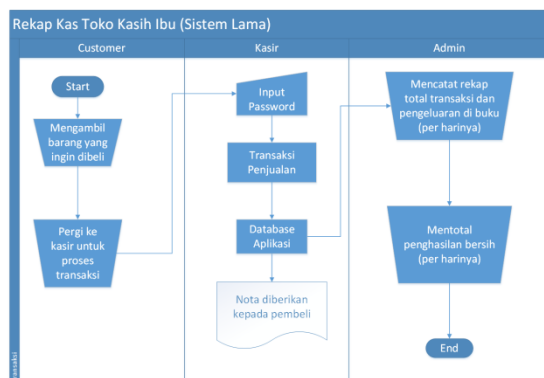 Rekap Kas Toko Kasih Ibu (Sistem Lama)
Customer
Kasir
Admin
Start
Mengambil
barang yang
ingin dibeli
Pergi ke
kasir untuk
proses
transaksi
Input
Password
Transaksi
Penjualan
Database
Aplikasi
Nota diberikan
kepada pembeli
Mencatat rekap
total transaksi dan
pengeluaran di buku
(per harinya)
Mentotal
penghasilan bersih
(per harinya)
End